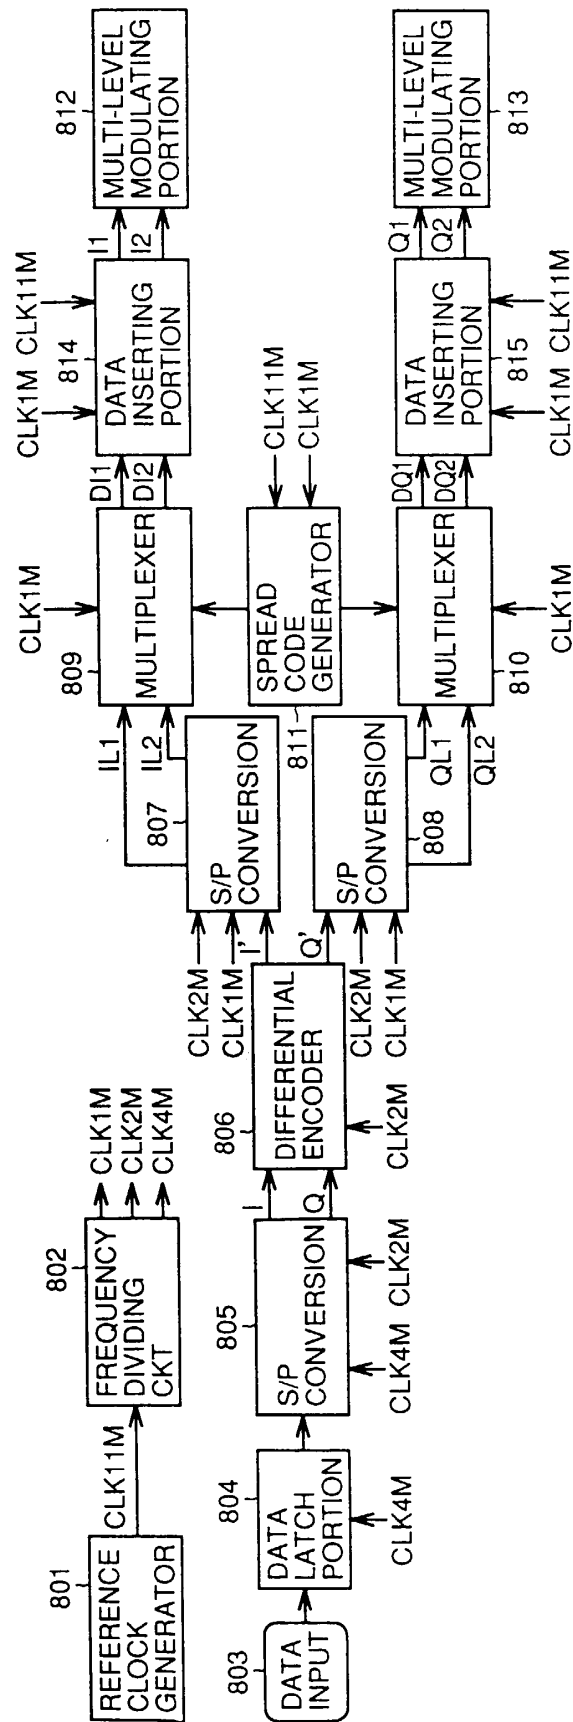 801
REFERENCE
CLOCK
GENERATOR
CLK11M
802
FREQUENCY
DIVIDING
CKT
CLK1M
CLK2M
CLK4M
803
DATA
INPUT
804
DATA
LATCH
PORTION
CLK4M
805
S/P
CONVERSION
CLK4M
CLK2M
I
Q
806
DIFFERENTIAL
ENCODER
CLK2M
I'
Q'
CLK2M
CLK1M
807
S/P
CONVERSION
IL1
IL2
CLK2M
CLK1M
808
S/P
CONVERSION
QL1
QL2
809
MULTIPLEXER
CLK1M
DI1
DI2
811
SPREAD
CODE
GENERATOR
CLK11M
CLK1M
810
MULTIPLEXER
CLK1M
DQ1
DQ2
814
DATA
INSERTING
PORTION
CLK1M
CLK11M
I1
I2
815
DATA
INSERTING
PORTION
CLK1M
CLK11M
Q1
Q2
812
MULTI-LEVEL
MODULATING
PORTION
813
MULTI-LEVEL
MODULATING
PORTION